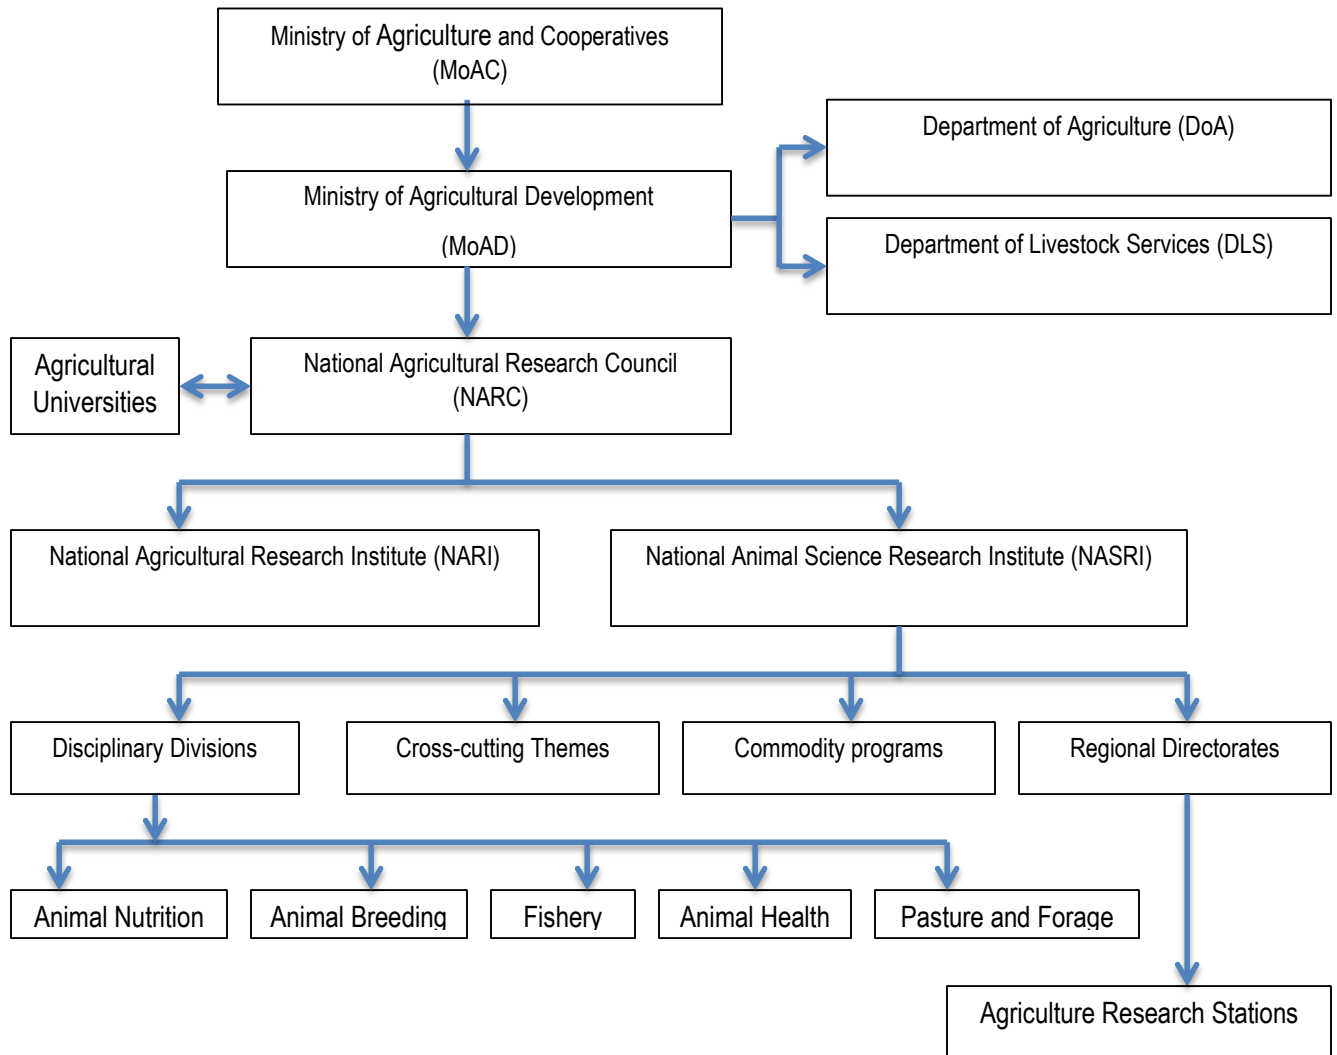 Ministry of Agriculture and Cooperatives
(MoAC)
Department of Agriculture (DoA)
Ministry of Agricultural Development
(MoAD)
Department of Livestock Services (DLS)
Agricultural
Universities
National Agricultural Research Council
(NARC)
National Agricultural Research Institute (NARI)
National Animal Science Research Institute (NASRI)
Disciplinary Divisions
Cross-cutting Themes
Commodity programs
Regional Directorates
Animal Nutrition
Animal Breeding
Fishery
Animal Health
Pasture and Forage
Agriculture Research Stations